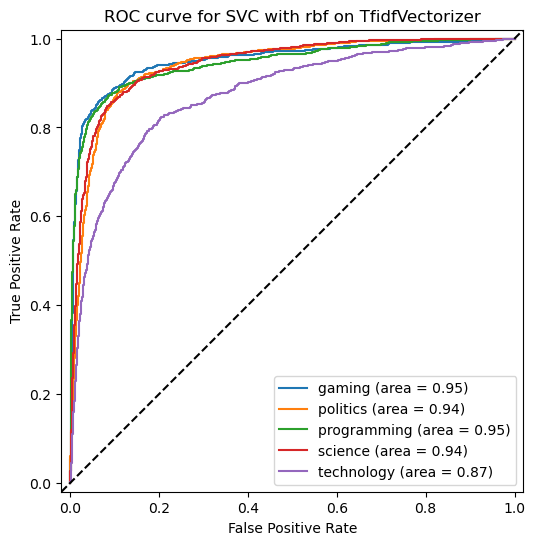 ROC curve for SVC with rbf on TfidfVectorizer
True Positive Rate
1.0
0.8
0.6
0.4
0.2
0.0
gaming (area = 0.95)
politics (area = 0.94)
programming (area = 0.95)
science (area = 0.94)
technology (area = 0.87)
0.0 0.2 0.4 0.6 0.8 1.0
False Positive Rate